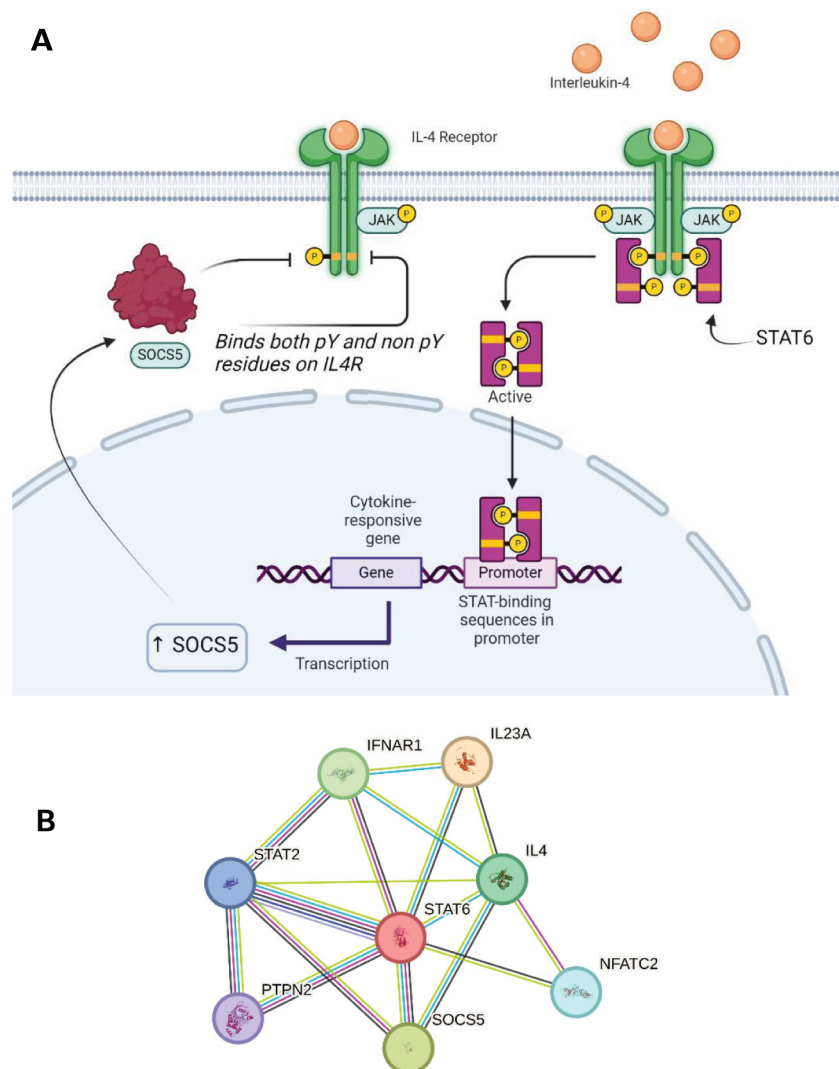 A
Interleukin-4
IL-4 Receptor
JAK
P
P
JAK
P
JAK
P
P
P
P
P
P
SOCS5
Binds both pY and non pY
residues on IL4R
STAT6
P
P
Active
Cytokine-
responsive
gene
P
P
Gene
Promoter
STAT-binding
sequences in
promoter
↑ SOCS5
Transcription
B
IFNAR1
IL23A
STAT2
IL4
STAT6
NFATC2
PTPN2
SOCS5